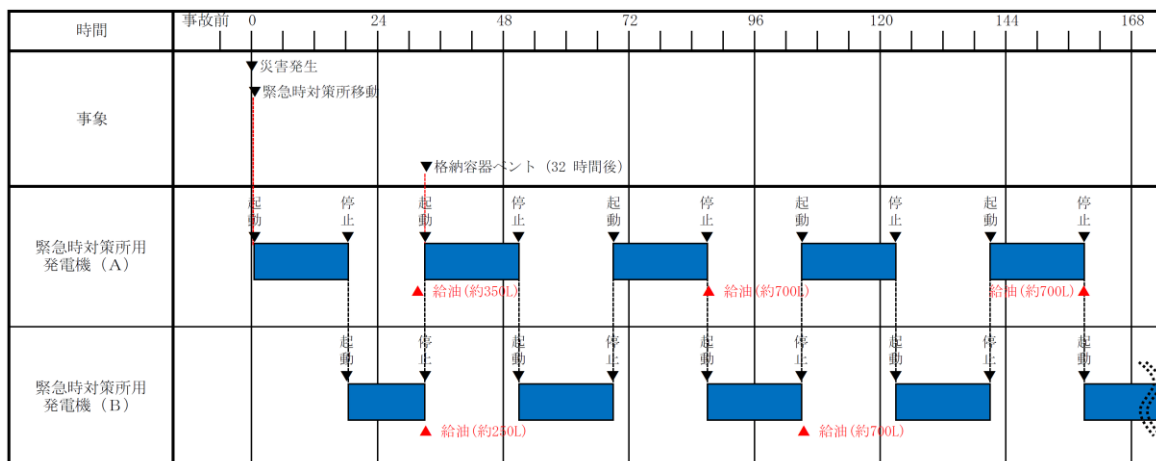 時間
事故前 0 24 48 72 96 120 144 168
事象
▼災害発生
▼緊急時対策所移動
▼格納容器ベント（32 時間後）
緊急時対策所用
発電機（A）
起動 停止 起動 停止 起動 停止 起動 停止 起動 停止
▲ 給油(約350L) ▲ 給油(約700L) 給油(約700L) ▲
緊急時対策所用
発電機（B）
起動 停止 起動 停止 起動 停止 起動 停止 起動
▲ 給油(約250L) ▲ 給油(約700L)